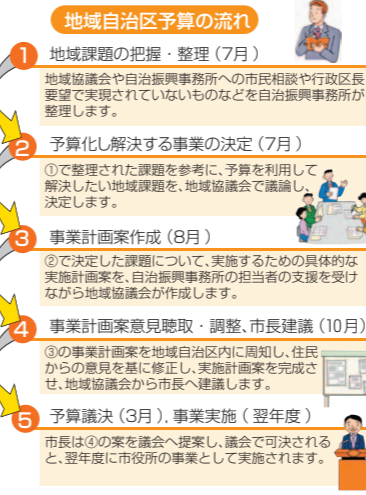 地域自治区予算の流れ
1 地域課題の把握・整理（7月）
地域協議会や自治振興事務所への市民相談や行政区長
要望で実現されていないものなどを自治振興事務所が
整理します。
2 予算化し解決する事業の決定（7月）
①で整理された課題を参考に、予算を利用して
解決したい地域課題を、地域協議会で議論し、
決定します。
3 事業計画案作成（8月）
②で決定した課題について、実施するための具体的な
実施計画案を、自治振興事務所の担当者の支援を受け
ながら地域協議会が作成します。
4 事業計画案意見聴取・調整、市長建議（10月）
③の事業計画案を地域自治区内に周知し、住民
からの意見を基に修正し、実施計画案を完成さ
せ、地域協議会から市長へ建議します。
5 予算議決（3月）, 事業実施（翌年度）
市長は④の案を議会へ提案し、議会で可決される
と、翌年度に市役所の事業として実施されます。